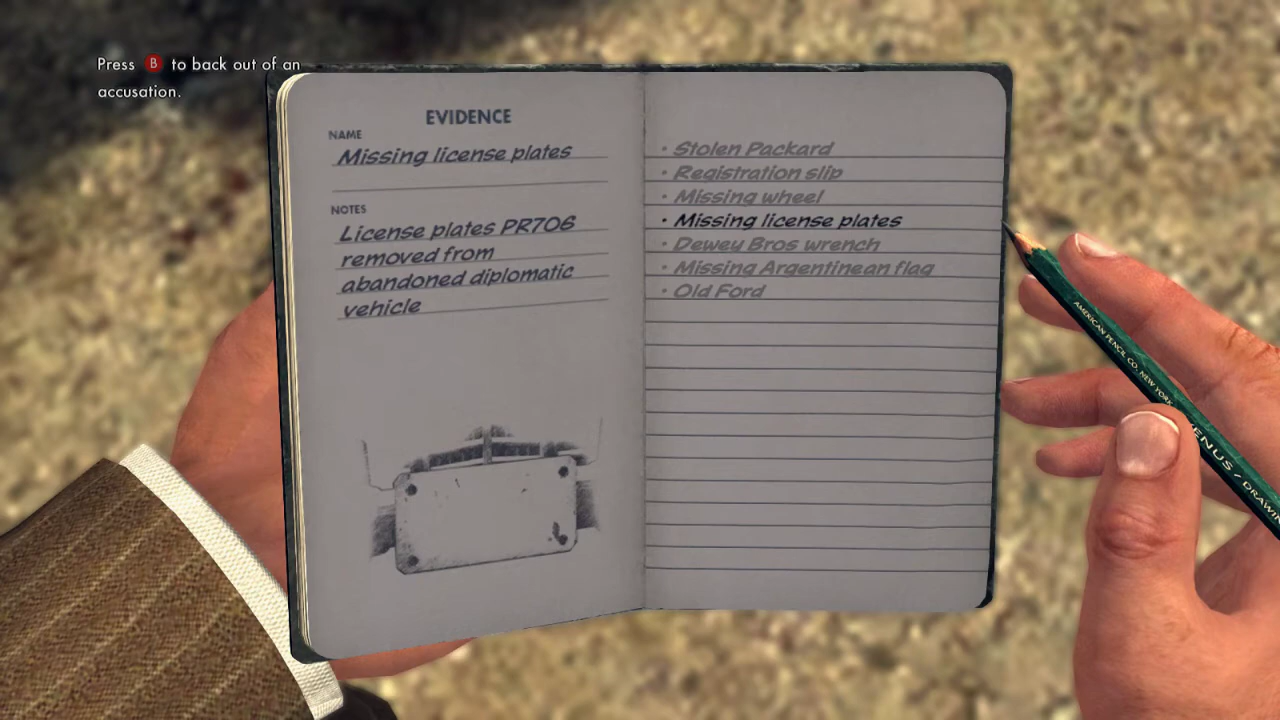 Press B to back out of an
accusation.
EVIDENCE
NAME
Missing license plates
NOTES
License plates PR706
removed from
abandoned diplomatic
vehicle
• Stolen Packard
• Registration slip
• Missing wheel
• Missing license plates
• Dewey Bros wrench
• Missing Argentinean flag
• Old Ford
AMERICAN PENCIL CO. NEW YORK
VENUS / DRAWIN